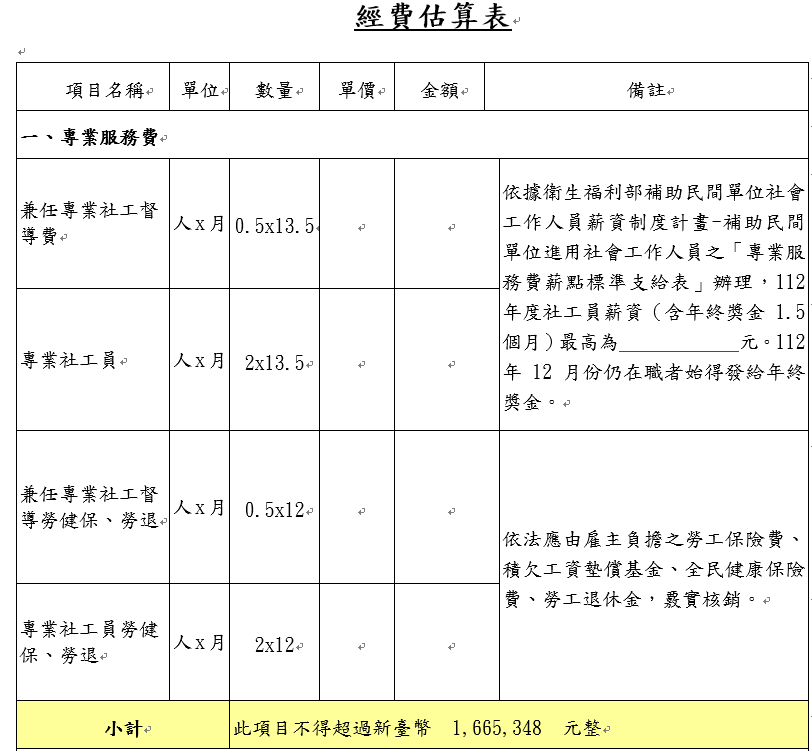 經費估算表
項目名稱 單位 數量 單價 金額 備註
一、專業服務費
兼任專業社工督
導費
人x月
0.5x13.5
依據衛生福利部補助民間單位社會
工作人員薪資制度計畫-補助民間
單位進用社會工作人員之「專業服
務費薪點標準支給表」辦理，112
年度社工員薪資（含年終獎金 1.5
個月）最高為____________元。112
年 12 月份仍在職者始得發給年終
獎金。
專業社工員
人x月
2x13.5
兼任專業社工督
導勞健保、勞退
人x月
0.5x12
依法應由雇主負擔之勞工保險費、
積欠工資墊償基金、全民健康保險
費、勞工退休金，覈實核銷。
專業社工員勞健
保、勞退
人x月
2x12
小計 此項目不得超過新臺幣 1,665,348 元整